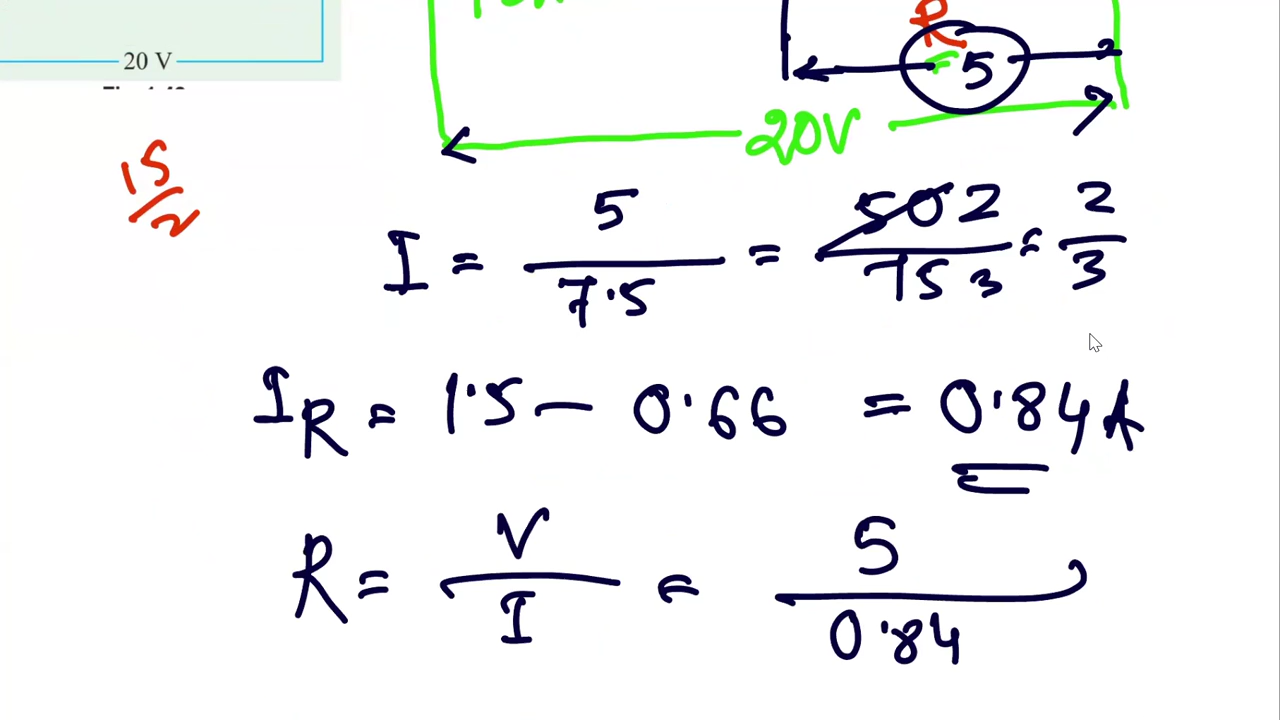 20 V
R
= 5
20V
15/2
I = 5/7.5 = 50 2/75 3 = 2/3
I_R = 1.5 - 0.66 = 0.84 A
R = V/I = 5/0.84